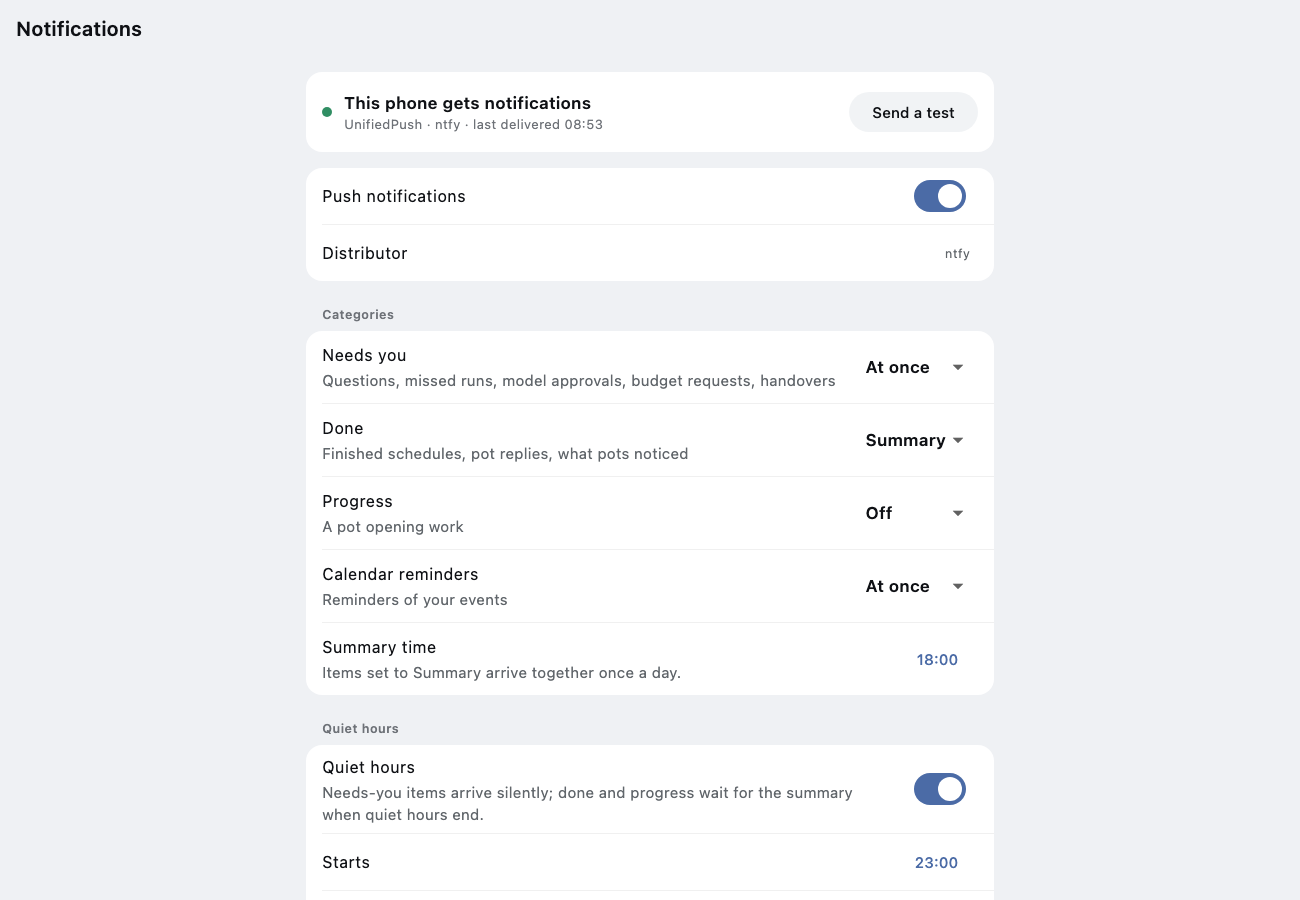 Notifications
This phone gets notifications
UnifiedPush · ntfy · last delivered 08:53
Send a test
Push notifications
Distributor
ntfy
Categories
Needs you
Questions, missed runs, model approvals, budget requests, handovers
At once
Done
Finished schedules, pot replies, what pots noticed
Summary
Progress
A pot opening work
Off
Calendar reminders
Reminders of your events
At once
Summary time
Items set to Summary arrive together once a day.
18:00
Quiet hours
Quiet hours
Needs-you items arrive silently; done and progress wait for the summary
when quiet hours end.
Starts
23:00